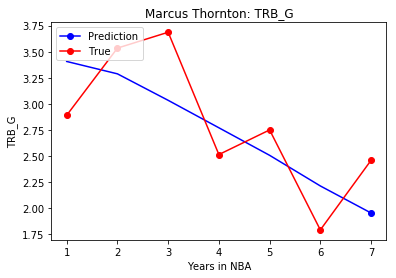 Marcus Thornton: TRB_G
Prediction
True
TRB_G
3.75
3.50
3.25
3.00
2.75
2.50
2.25
2.00
1.75
1 2 3 4 5 6 7
Years in NBA